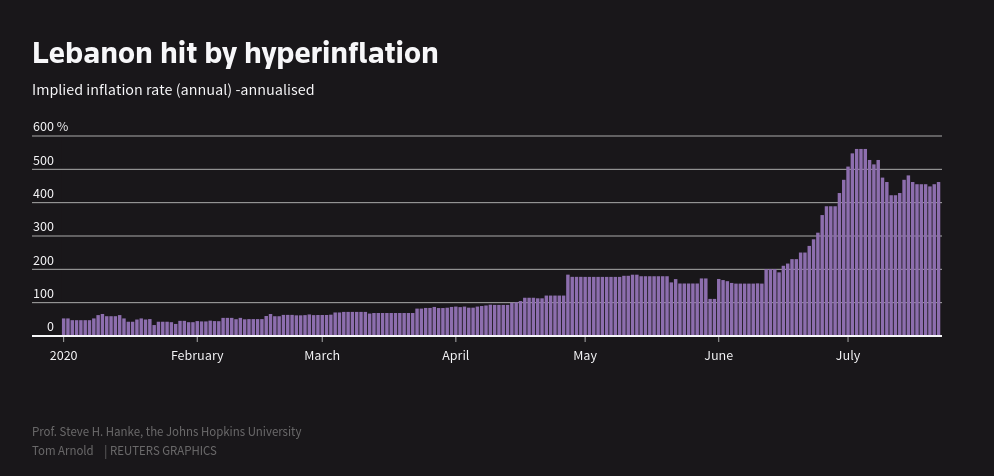 Lebanon hit by hyperinflation
Implied inflation rate (annual) -annualised
600 %
500
400
300
200
100
0
2020 February March April May June July
Prof. Steve H. Hanke, the Johns Hopkins University
Tom Arnold | REUTERS GRAPHICS